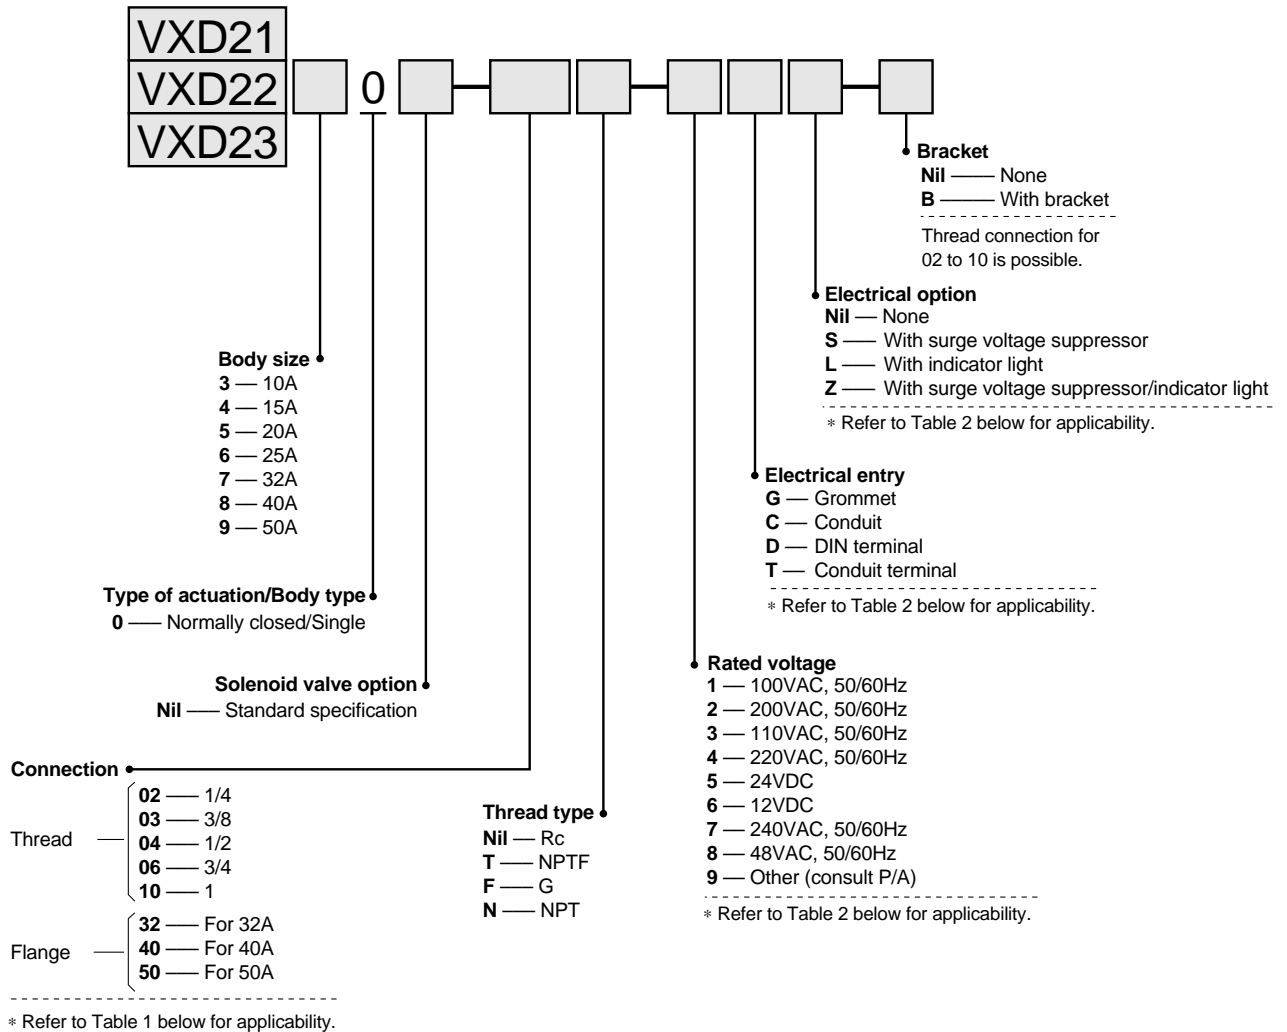 VXD21
VXD22 0
VXD23
Bracket
Nil — None
B — With bracket
Thread connection for
02 to 10 is possible.
Electrical option
Nil — None
S — With surge voltage suppressor
L — With indicator light
Z — With surge voltage suppressor/indicator light
* Refer to Table 2 below for applicability.
Body size
3 — 10A
4 — 15A
5 — 20A
6 — 25A
7 — 32A
8 — 40A
9 — 50A
Electrical entry
G — Grommet
C — Conduit
D — DIN terminal
T — Conduit terminal
* Refer to Table 2 below for applicability.
Type of actuation/Body type
0 — Normally closed/Single
Solenoid valve option
Nil — Standard specification
Rated voltage
1 — 100VAC, 50/60Hz
2 — 200VAC, 50/60Hz
3 — 110VAC, 50/60Hz
4 — 220VAC, 50/60Hz
5 — 24VDC
6 — 12VDC
7 — 240VAC, 50/60Hz
8 — 48VAC, 50/60Hz
9 — Other (consult P/A)
* Refer to Table 2 below for applicability.
Connection
Thread
02 — 1/4
03 — 3/8
04 — 1/2
06 — 3/4
10 — 1
Flange
32 — For 32A
40 — For 40A
50 — For 50A
* Refer to Table 1 below for applicability.
Thread type
Nil — Rc
T — NPTF
F — G
N — NPT